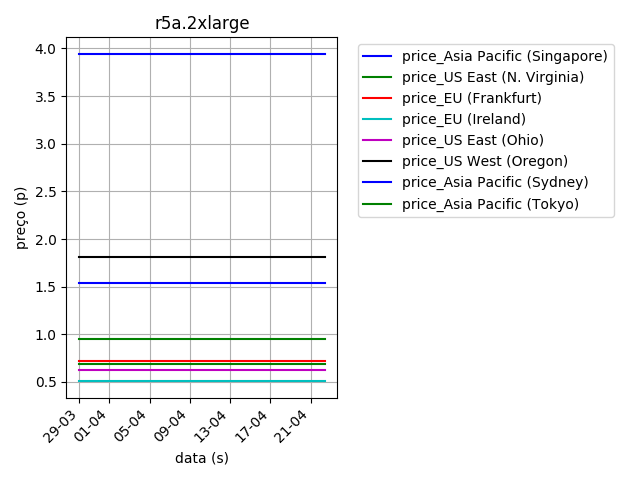 r5a.2xlarge
4.0
3.5
3.0
2.5
2.0
1.5
1.0
0.5
preço (p)
29-03
01-04
05-04
09-04
13-04
17-04
21-04
data (s)
price_Asia Pacific (Singapore)
price_US East (N. Virginia)
price_EU (Frankfurt)
price_EU (Ireland)
price_US East (Ohio)
price_US West (Oregon)
price_Asia Pacific (Sydney)
price_Asia Pacific (Tokyo)